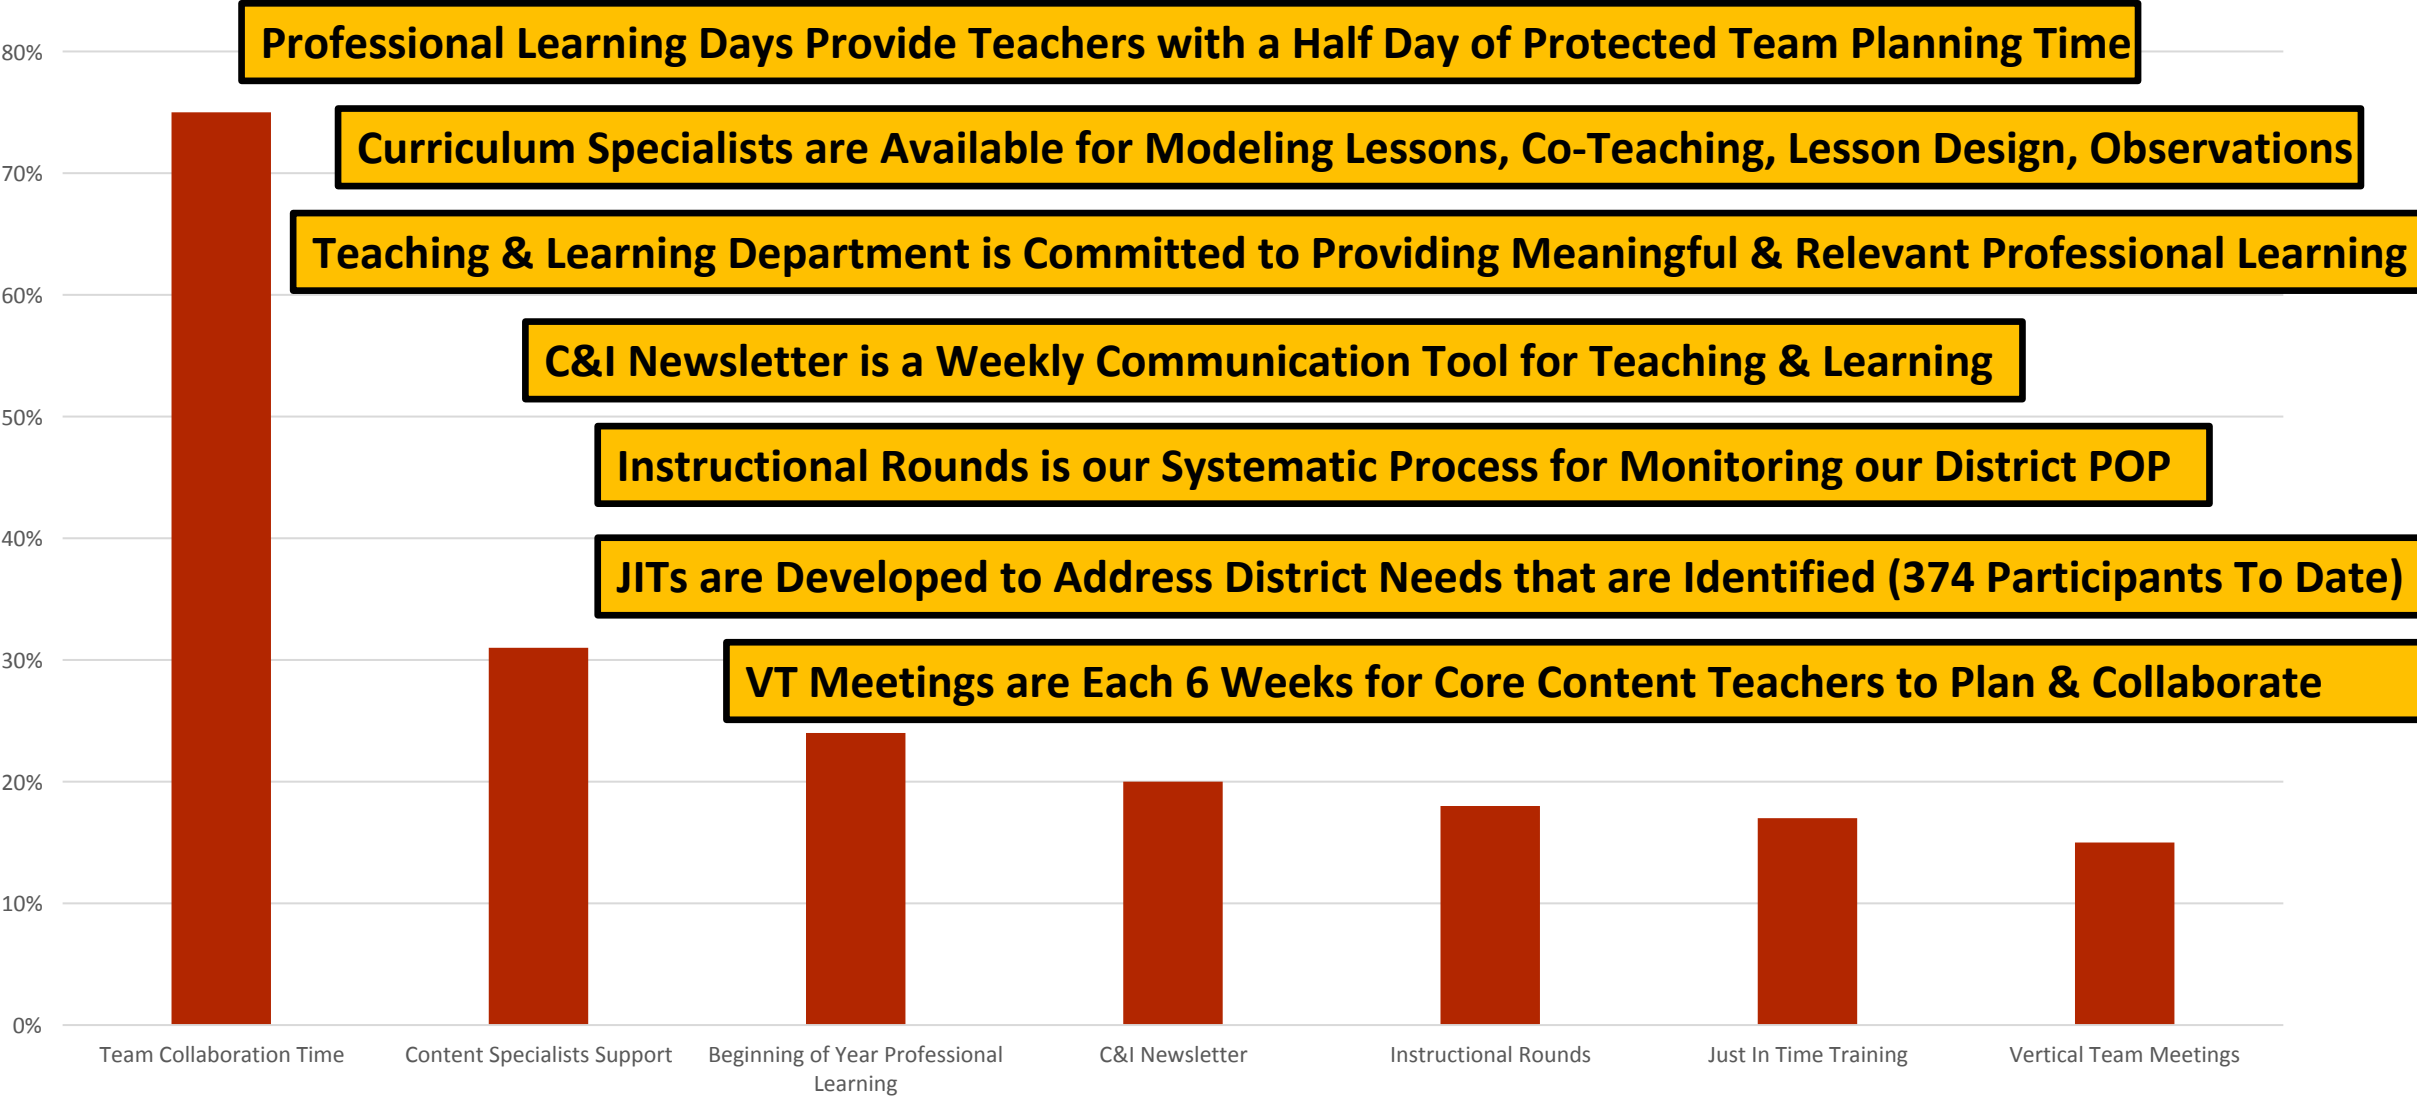 Professional Learning Days Provide Teachers with a Half Day of Protected Team Planning Time
80%
Curriculum Specialists are Available for Modeling Lessons, Co-Teaching, Lesson Design, Observations
70%
Teaching & Learning Department is Committed to Providing Meaningful & Relevant Professional Learning
60%
C&I Newsletter is a Weekly Communication Tool for Teaching & Learning
50%
Instructional Rounds is our Systematic Process for Monitoring our District POP
40%
JITs are Developed to Address District Needs that are Identified (374 Participants To Date)
30%
VT Meetings are Each 6 Weeks for Core Content Teachers to Plan & Collaborate
20%
10%
0%
Team Collaboration Time
Content Specialists Support
Beginning of Year Professional
Learning
C&I Newsletter
Instructional Rounds
Just In Time Training
Vertical Team Meetings